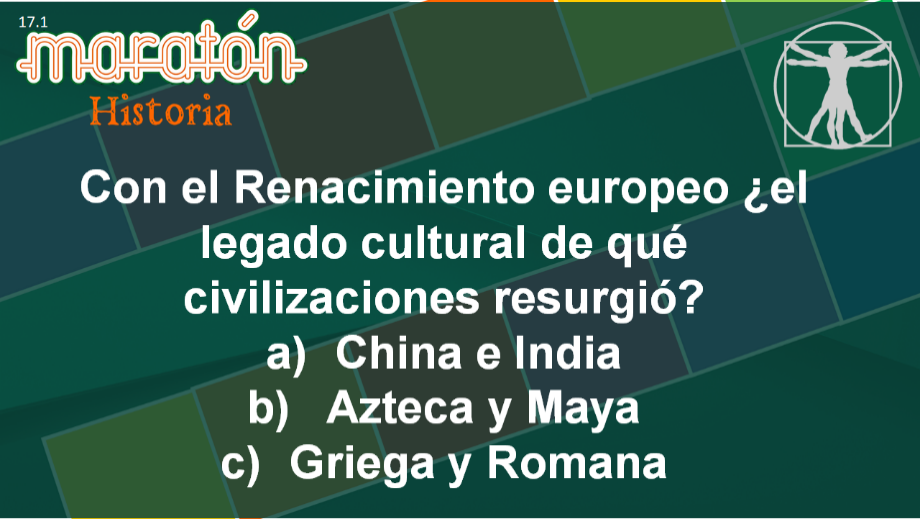 17.1
maratón
Historia
Con el Renacimiento europeo ¿el
legado cultural de qué
civilizaciones resurgió?
a) China e India
b) Azteca y Maya
c) Griega y Romana